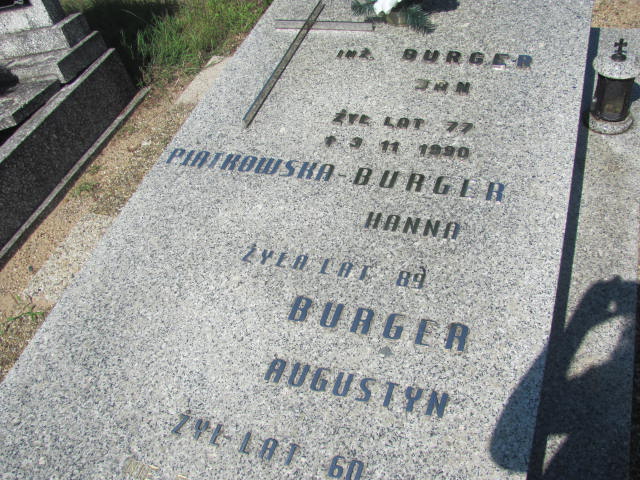 INŻ. BURGER
JAN
ŻYŁ LAT 77
† 3 11 1990
PIĄTKOWSKA-BURGER
HANNA
ŻYŁA LAT 89
BURGER
AUGUSTYN
ŻYŁ LAT 60